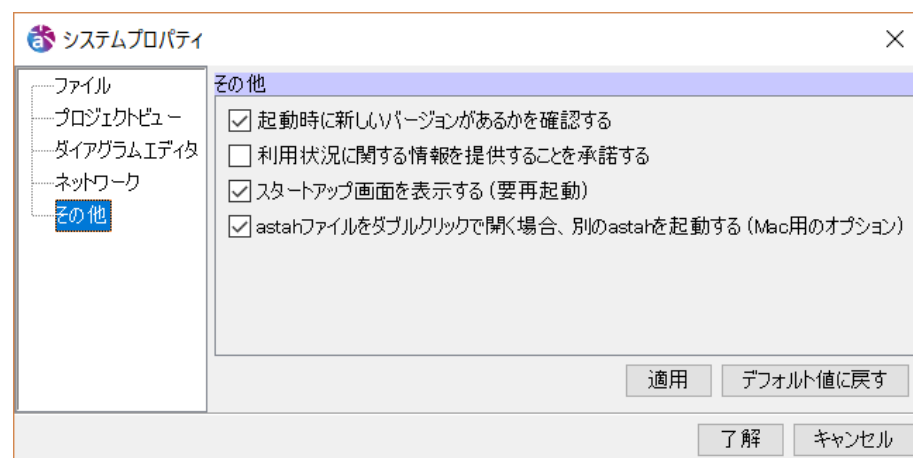 システムプロパティ
ファイル
プロジェクトビュー
ダイアグラムエディタ
ネットワーク
その他
その他
起動時に新しいバージョンがあるかを確認する
利用状況に関する情報を提供することを承諾する
スタートアップ画面を表示する(要再起動)
astahファイルをダブルクリックで開く場合、別のastahを起動する(Mac用のオプション)
適用
デフォルト値に戻す
了解
キャンセル